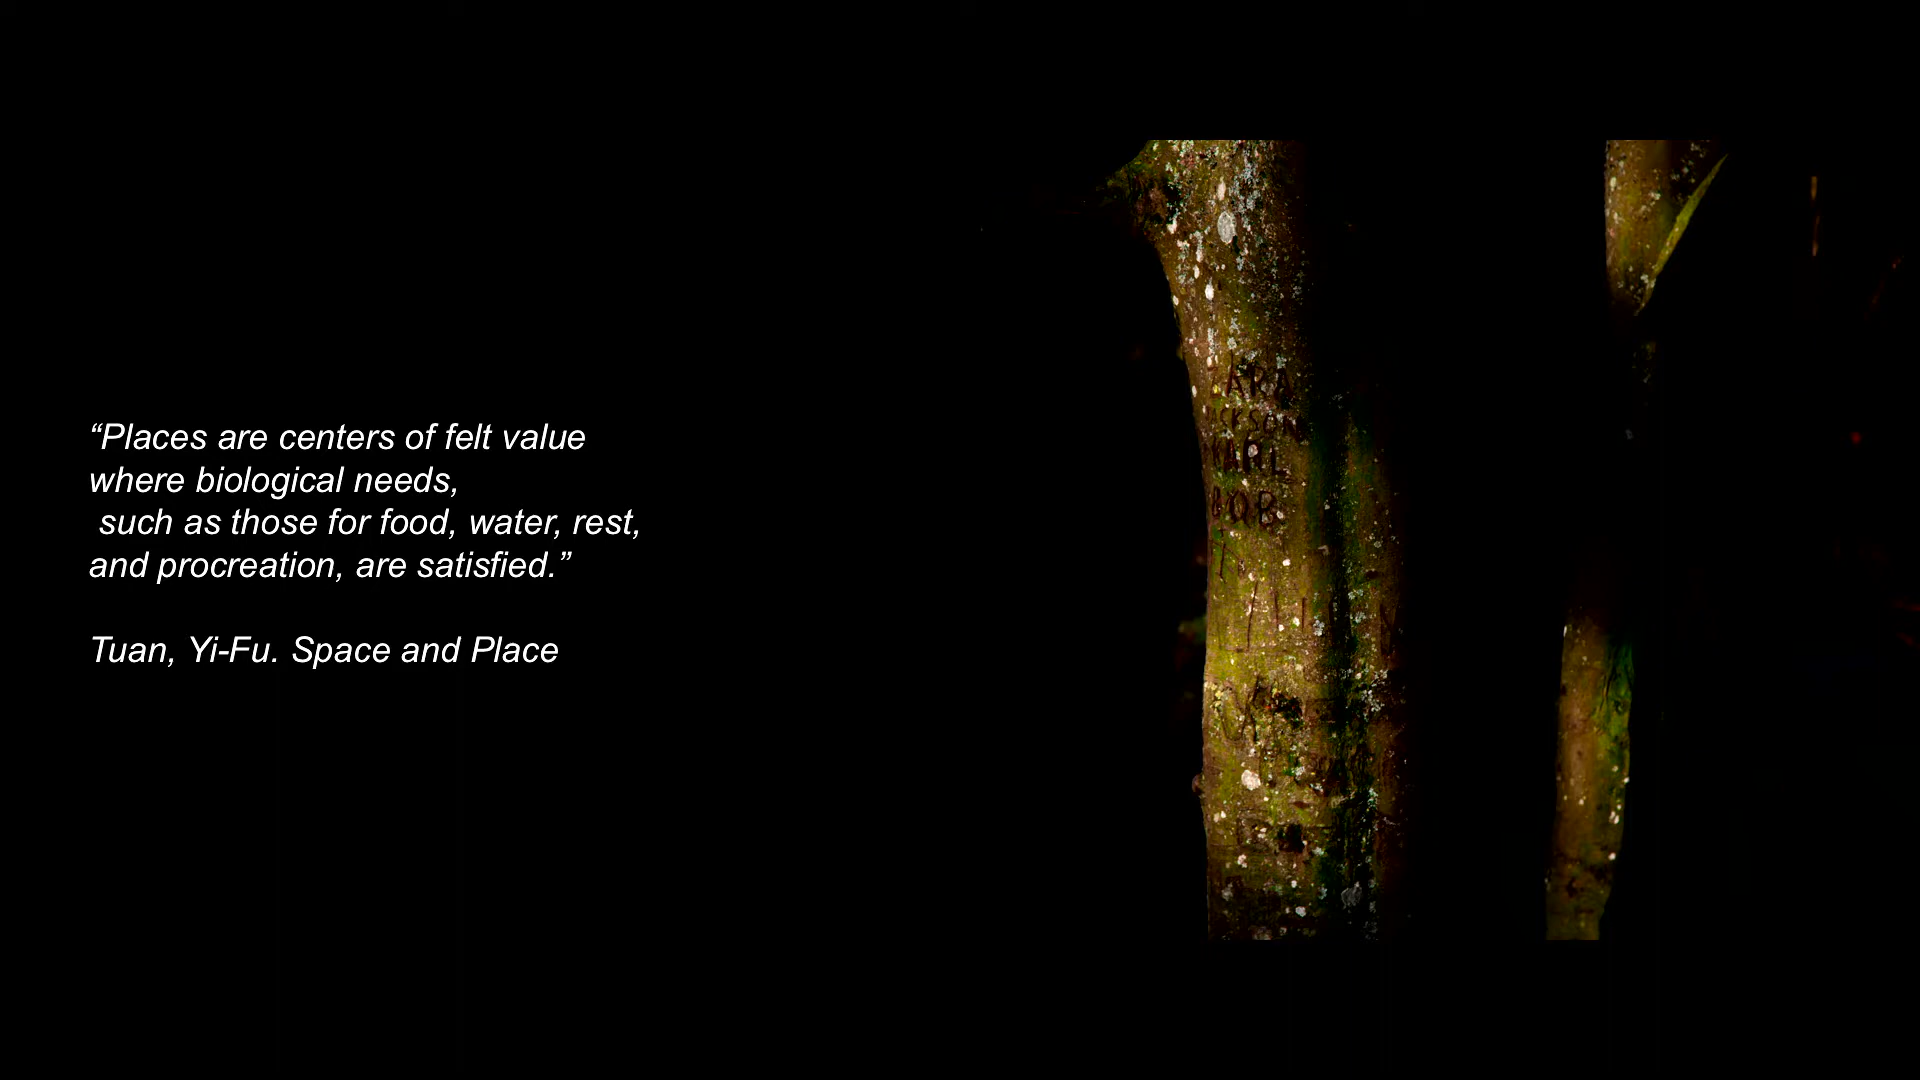 “Places are centers of felt value
where biological needs,
such as those for food, water, rest,
and procreation, are satisfied.”
Tuan, Yi-Fu. Space and Place
ARA
BOB